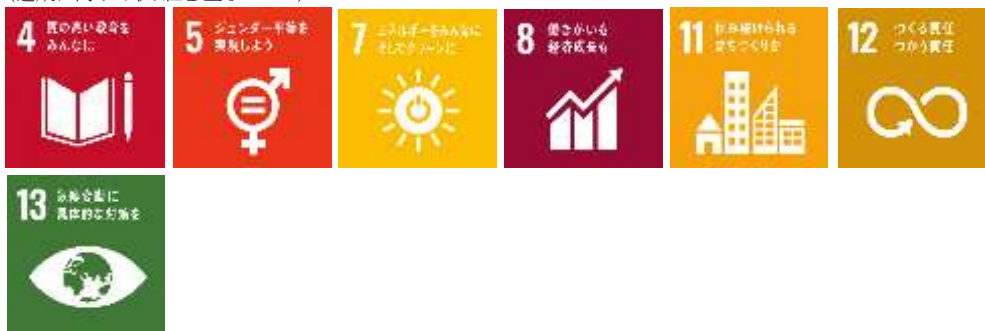 4 質の高い教育を
みんなに
5 ジェンダー平等を
実現しよう
7 エネルギーをみんなに
そしてクリーンに
8 働きがいも
経済成長も
11 住み続けられる
まちづくりを
12 つくる責任
つかう責任
13 気候変動に
具体的な対策を